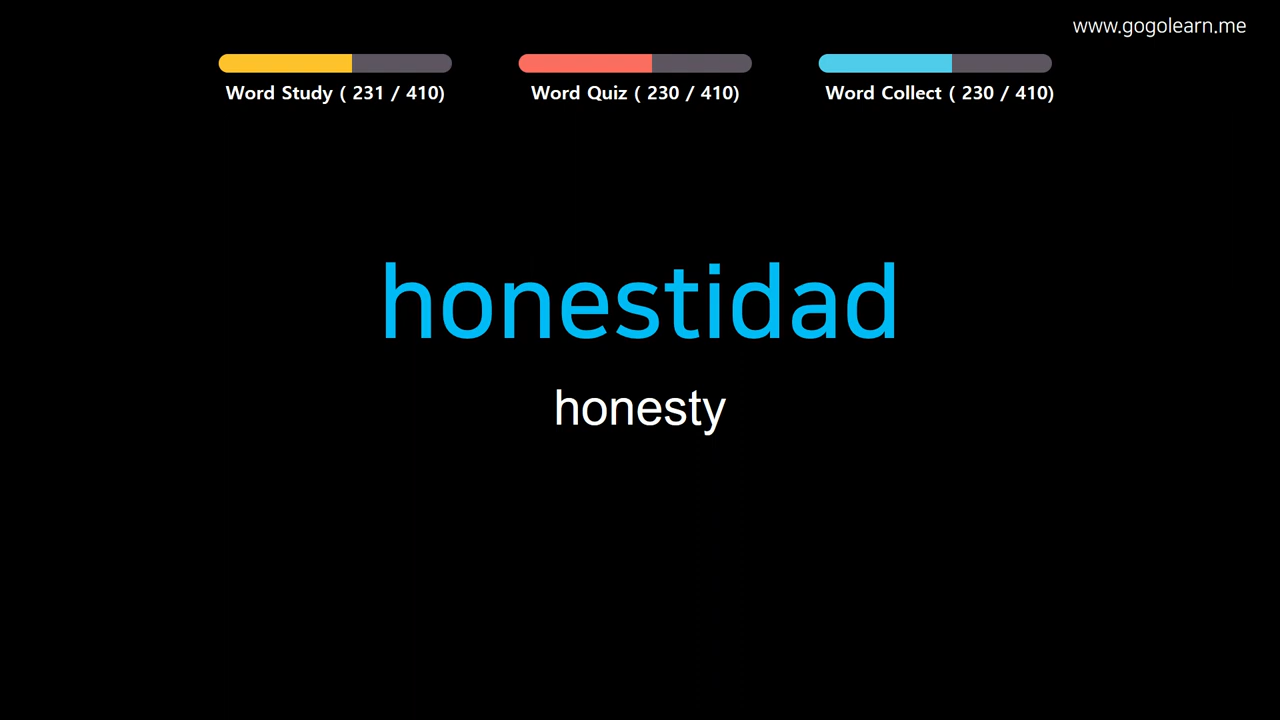 www.gogolearn.me
Word Study ( 231 / 410)
Word Quiz ( 230 / 410)
Word Collect ( 230 / 410)
honestidad
honesty